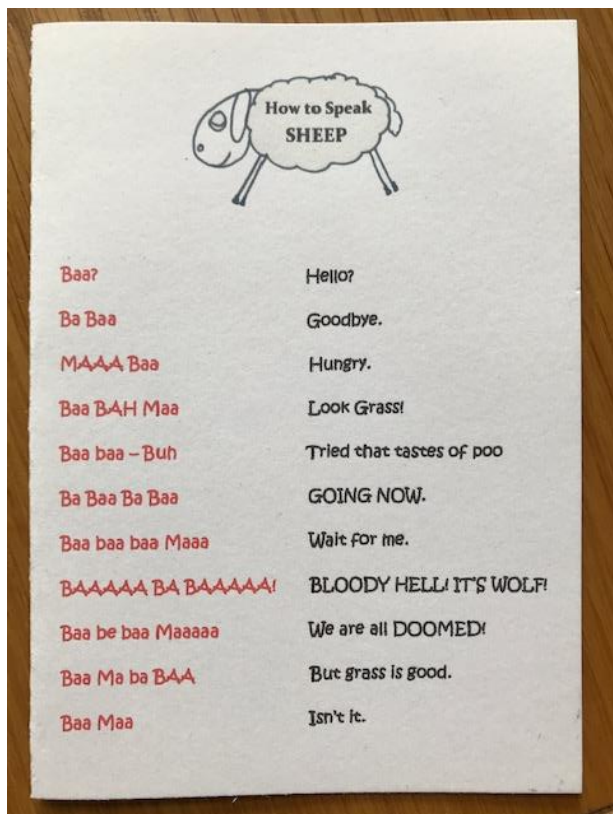 How to Speak
SHEEP
Baa? Hello?
Ba Baa Goodbye.
MAAA Baa Hungry.
Baa BAH Maa Look Grass!
Baa baa – Buh Tried that tastes of poo
Ba Baa Ba Baa GOING NOW.
Baa baa baa Maaa Wait for me.
BAAAAA BA BAAAAA! BLOODY HELL! IT'S WOLF!
Baa be baa Maaaaa We are all DOOMED!
Baa Ma ba BAA But grass is good.
Baa Maa Isn't it.